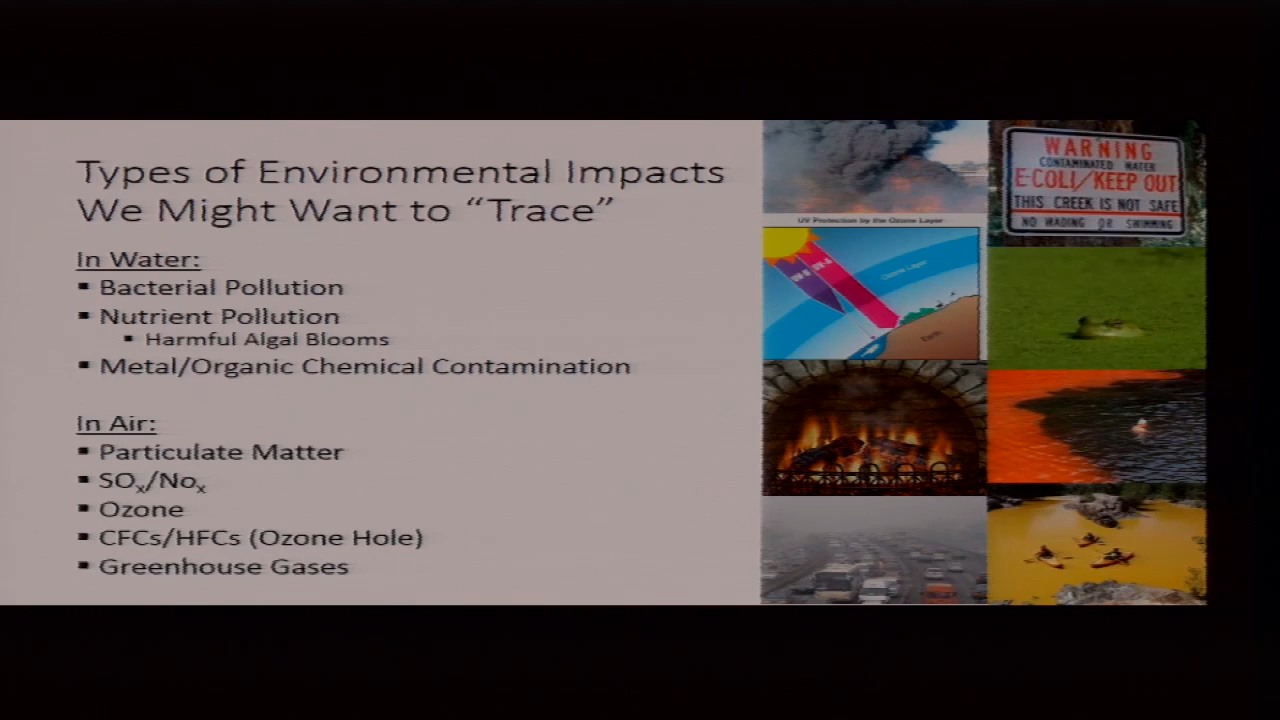 Types of Environmental Impacts
We Might Want to “Trace”
In Water:
▪ Bacterial Pollution
▪ Nutrient Pollution
▪ Harmful Algal Blooms
▪ Metal/Organic Chemical Contamination
In Air:
▪ Particulate Matter
▪ SOx/Nox
▪ Ozone
▪ CFCs/HFCs (Ozone Hole)
▪ Greenhouse Gases
UV Protection by the Ozone Layer
UV-B
UV-A
Ozone Layer
Earth
WARNING
CONTAMINATED WATER
E-COLI/KEEP OUT
THIS CREEK IS NOT SAFE
NO WADING OR SWIMMING